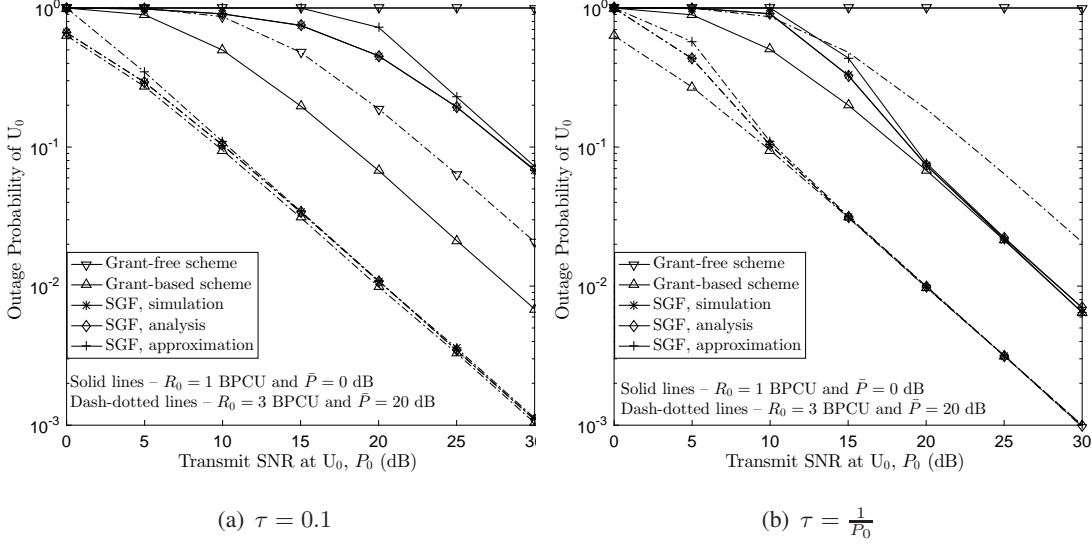 10^0
10^-1
10^-2
10^-3
Outage Probability of U_0
Grant-free scheme
Grant-based scheme
SGF, simulation
SGF, analysis
SGF, approximation
Solid lines – R_0 = 1 BPCU and P̄ = 0 dB
Dash-dotted lines – R_0 = 3 BPCU and P̄ = 20 dB
0 5 10 15 20 25 30
Transmit SNR at U_0, P_0 (dB)
(a) τ = 0.1
10^0
10^-1
10^-2
10^-3
Outage Probability of U_0
Grant-free scheme
Grant-based scheme
SGF, simulation
SGF, analysis
SGF, approximation
Solid lines – R_0 = 1 BPCU and P̄ = 0 dB
Dash-dotted lines – R_0 = 3 BPCU and P̄ = 20 dB
0 5 10 15 20 25 30
Transmit SNR at U_0, P_0 (dB)
(b) τ = 1/P_0